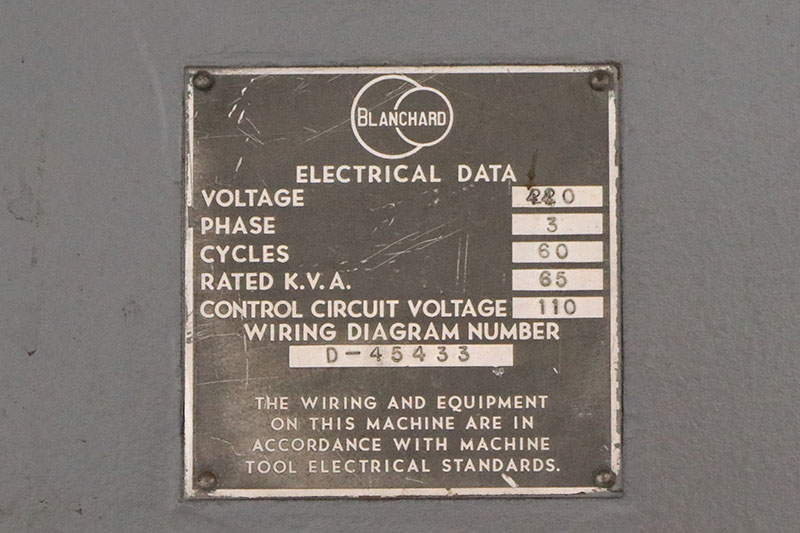 BLANCHARD
ELECTRICAL DATA
VOLTAGE
PHASE 3
CYCLES 60
RATED K.V.A. 65
CONTROL CIRCUIT VOLTAGE 110
WIRING DIAGRAM NUMBER
D-45433
THE WIRING AND EQUIPMENT
ON THIS MACHINE ARE IN
ACCORDANCE WITH MACHINE
TOOL ELECTRICAL STANDARDS.